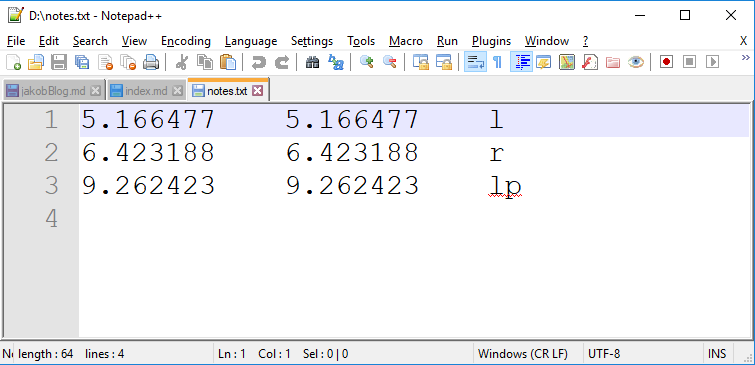 D:\notes.txt - Notepad++
File Edit Search View Encoding Language Settings Tools Macro Run Plugins Window ? X
jakobBlog.md index.md notes.txt
1 5.166477 5.166477 l
2 6.423188 6.423188 r
3 9.262423 9.262423 lp
4
length : 64 lines : 4 Ln : 1 Col : 1 Sel : 0 | 0 Windows (CR LF) UTF-8 INS